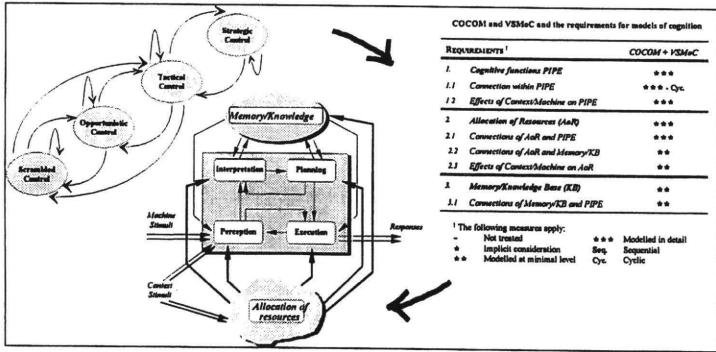 Strategic
Control
Tactical
Control
Opportunistic
Control
Scrambled
Control
Memory/Knowledge
Interpretation
Planning
Perception
Execution
Machine
Stimuli
Responses
Context
Stimuli
Allocation of
resources
COCOM and VSMoC and the requirements for models of cognition
REQUIREMENTS 1 COCOM + VSMoC
1. Cognitive functions PIPE ★★★
1.1 Connection within PIPE ★★★ - Cyc.
1.2 Effects of Context/Machine on PIPE ★★★
2. Allocation of Resources (AoR) ★★★
2.1 Connections of AoR and PIPE ★★★
2.2 Connections of AoR and Memory/KB ★★
2.3 Effects of Context/Machine on AoR ★★
3. Memory/Knowledge Base (KB) ★★
3.1 Connections of Memory/KB and PIPE ★★
1 The following measures apply:
- Not treated ★★★ Modelled in detail
★ Implicit consideration Seq. Sequential
★★ Modelled at minimal level Cyc. Cyclic